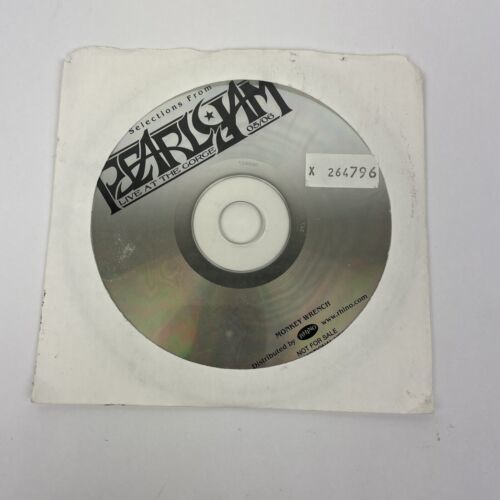 Selections From
PEARL JAM
LIVE AT THE GORGE 05/06
X 264796
MONKEY WRENCH
Distributed by RHINO www.rhino.com
NOT FOR SALE